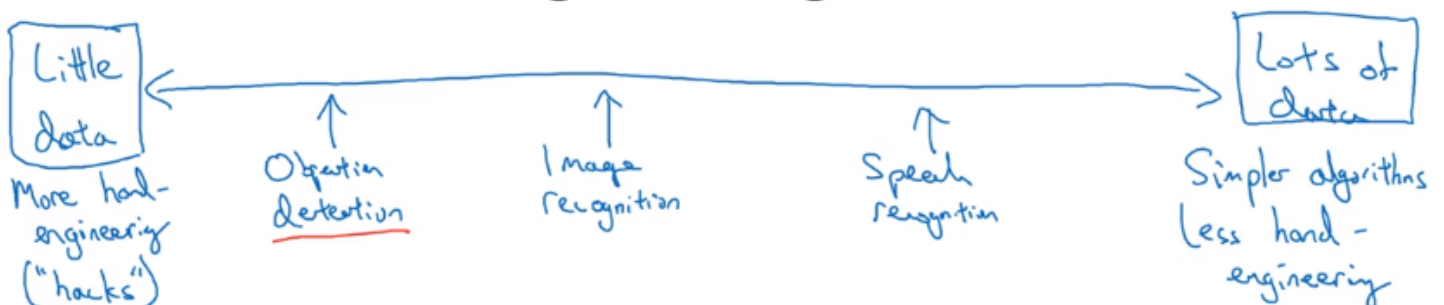 Little
data
Lots of
data
More hand-
engineering
("hacks")
detection
Image
recognition
Speech
recognition
Simpler algorithms
Less hand-
engineering